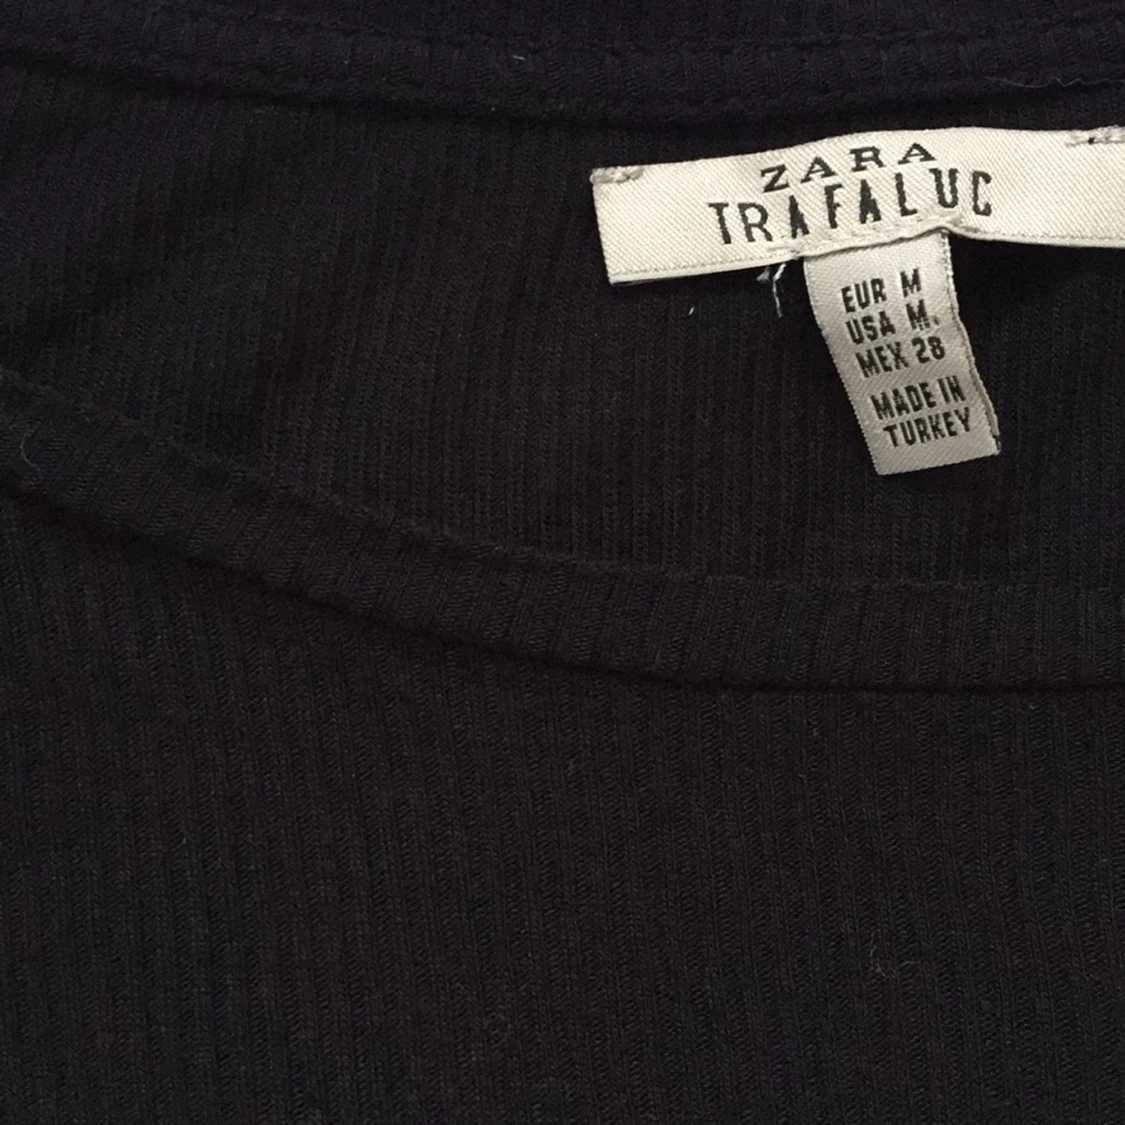 ZARA
TRAFALUC
EUR M
USA M.
MEX 28
MADE IN
TURKEY